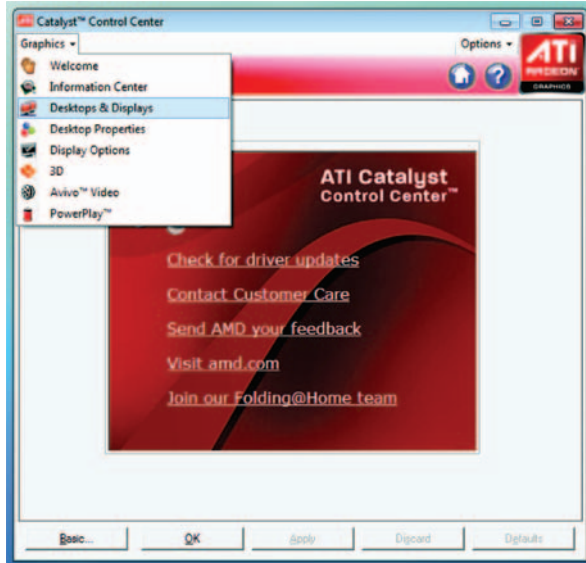 Catalyst™ Control Center
Graphics
Options
ATI
RADEON
GRAPHICS
Welcome
Information Center
Desktops & Displays
Desktop Properties
Display Options
3D
Avivo™ Video
PowerPlay™
ATI Catalyst
Control Center™
Check for driver updates
Contact Customer Care
Send AMD your feedback
Visit amd.com
Join our Folding@Home team
Basic... OK Apply Discard Defaults